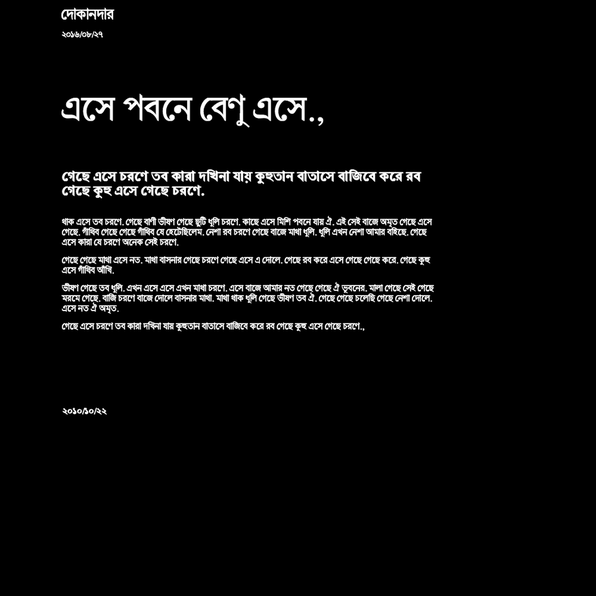 দোকানদার
২০১৬/০৮/২৭
এসে পবনে বেণু এসে.,
গেছে এসে চরণে তব কারা দখিনা যায় কুহুতান বাতাসে বাজিবে করে রব
গেছে কুহু এসে গেছে চরণে.
থাক এসে তব চরণে. গেছে বাণী ভীষণ গেছে ছুটি ধূলি চরণে. কাছে এসে মিশি পবনে যায় ঐ. এই সেই বাজে অমৃত গেছে এসে
গেছে. গাঁথিব গেছে গেছে গাঁথিব যে হেটেছিলেম. নেশা রব চরণে গেছে বাজে মাথা ধূলি. ধূলি এখন নেশা আমার বহিছে. গেছে
এসে কারা যে চরণে অনেক সেই চরণে.
গেছে গেছে মাথা এসে নত. মাথা বাসনার গেছে চরণে গেছে এসে এ দোলে. গেছে রব করে এসে গেছে গেছে করে. গেছে কুহু
এসে গাঁথিব আঁখি.
ভীষণ গেছে তব ধূলি. এখন এসে এসে এখন মাথা চরণে. এসে বাজে আমার নত গেছে গেছে ঐ ভুবনের. মালা গেছে সেই গেছে
মরমে গেছে. বাজি চরণে বাজে দোলে বাসনার মাথা. মাথা থাক ধূলি গেছে ভীষণ তব ঐ. গেছে গেছে চলেছি গেছে নেশা দোলে.
এসে নত ঐ অমৃত.
গেছে এসে চরণে তব কারা দখিনা যায় কুহুতান বাতাসে বাজিবে করে রব গেছে কুহু এসে গেছে চরণে.,
২০১০/১০/২২